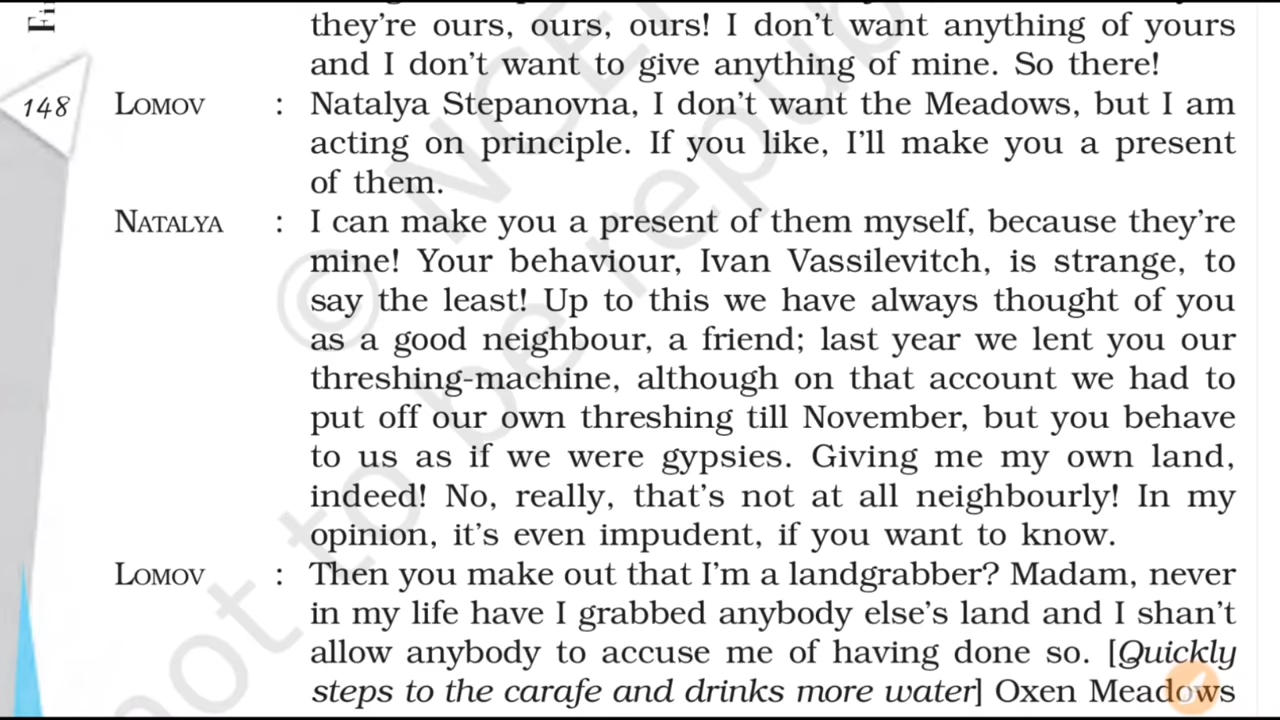 they're ours, ours, ours! I don't want anything of yours
and I don't want to give anything of mine. So there!
148
LOMOV : Natalya Stepanovna, I don't want the Meadows, but I am
acting on principle. If you like, I'll make you a present
of them.
NATALYA : I can make you a present of them myself, because they're
mine! Your behaviour, Ivan Vassilevitch, is strange, to
say the least! Up to this we have always thought of you
as a good neighbour, a friend; last year we lent you our
threshing-machine, although on that account we had to
put off our own threshing till November, but you behave
to us as if we were gypsies. Giving me my own land,
indeed! No, really, that's not at all neighbourly! In my
opinion, it's even impudent, if you want to know.
LOMOV : Then you make out that I'm a landgrabber? Madam, never
in my life have I grabbed anybody else's land and I shan't
allow anybody to accuse me of having done so. [Quickly
steps to the carafe and drinks more water] Oxen Meadows